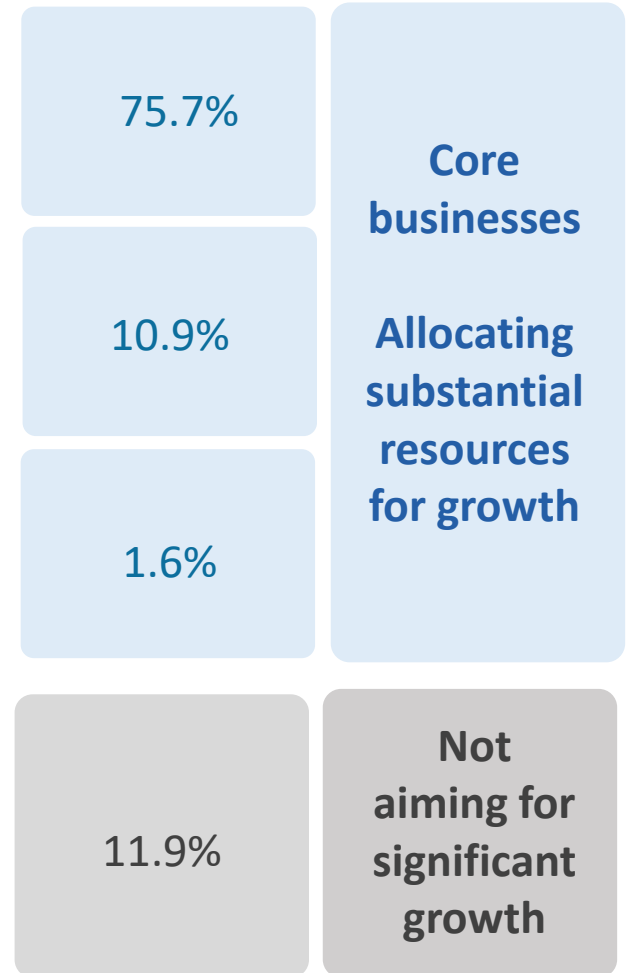 75.7%
Core
businesses
Allocating
substantial
resources
for growth
10.9%
1.6%
11.9%
Not
aiming for
significant
growth